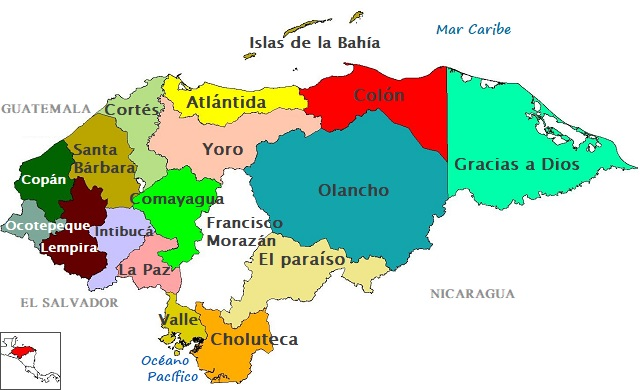 Mar Caribe
Islas de la Bahía
GUATEMALA
Cortés
Atlántida
Colón
Santa
Bárbara
Yoro
Gracias a Dios
Copán
Comayagua
Olancho
Ocotepeque
Intibucá
Francisco
Morazán
Lempira
La Paz
El paraíso
EL SALVADOR
NICARAGUA
Valle
Choluteca
Océano
Pacífico